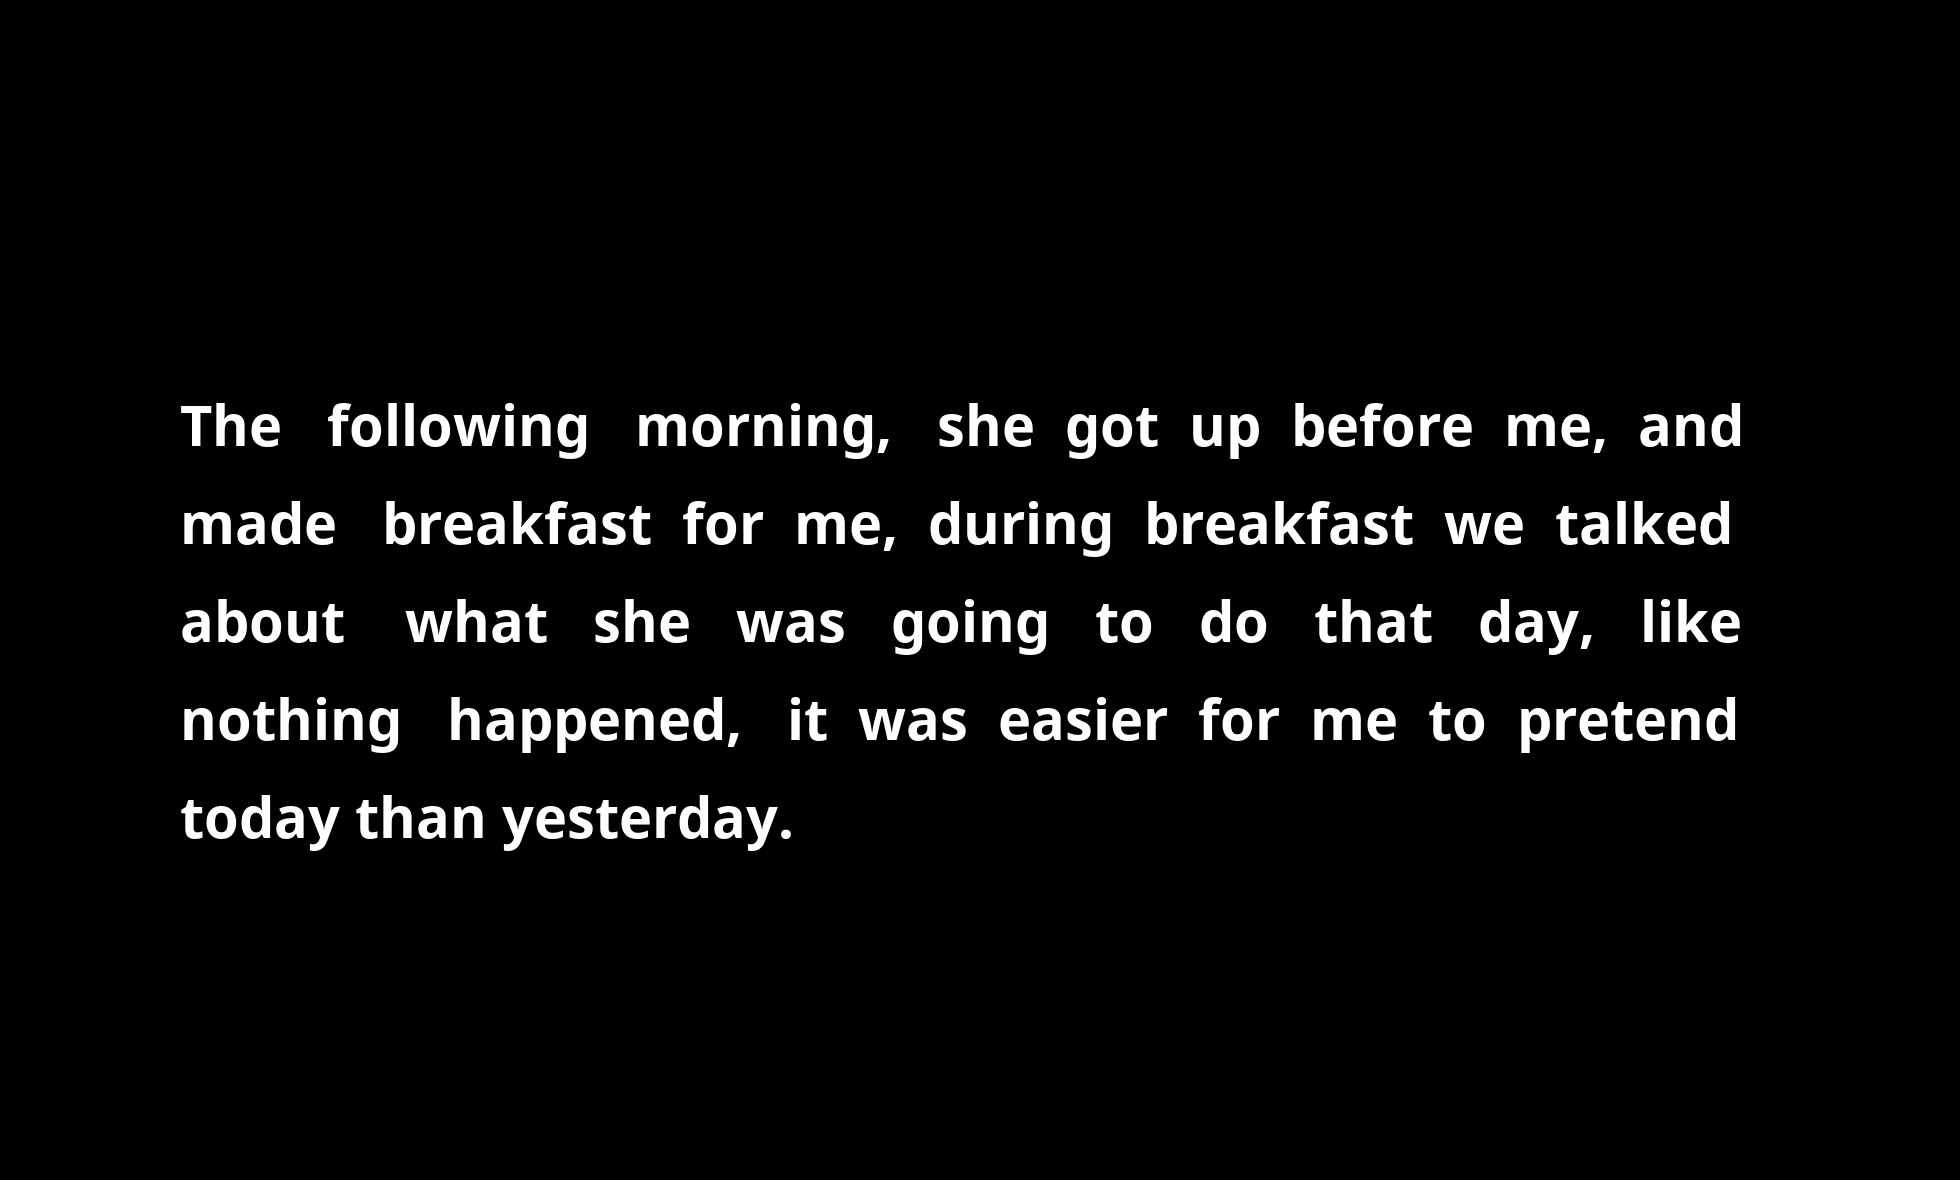 The following morning, she got up before me, and
made breakfast for me, during breakfast we talked
about what she was going to do that day, like
nothing happened, it was easier for me to pretend
today than yesterday.